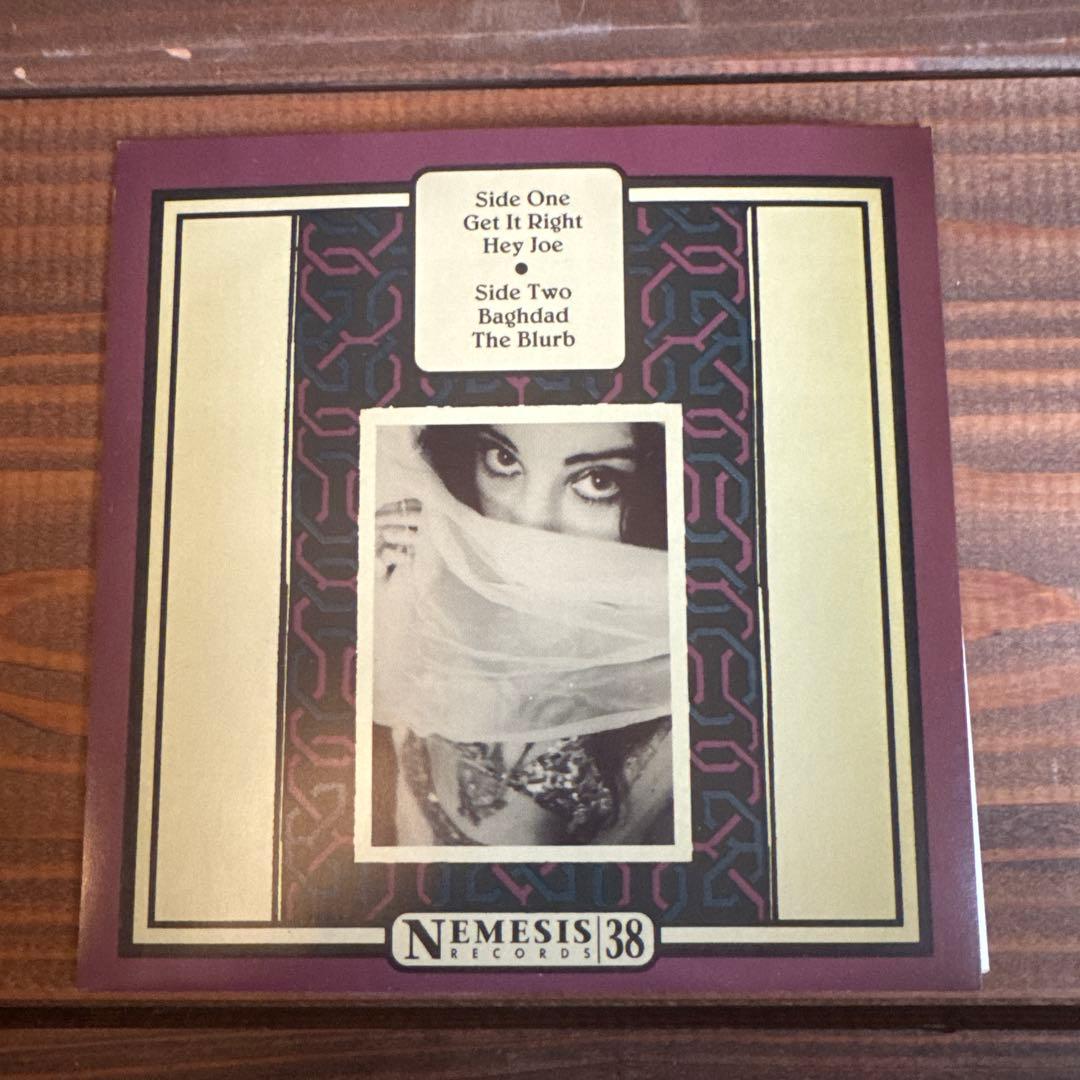 Side One
Get It Right
Hey Joe
●
Side Two
Baghdad
The Blurb
NEMESIS
RECORDS
38